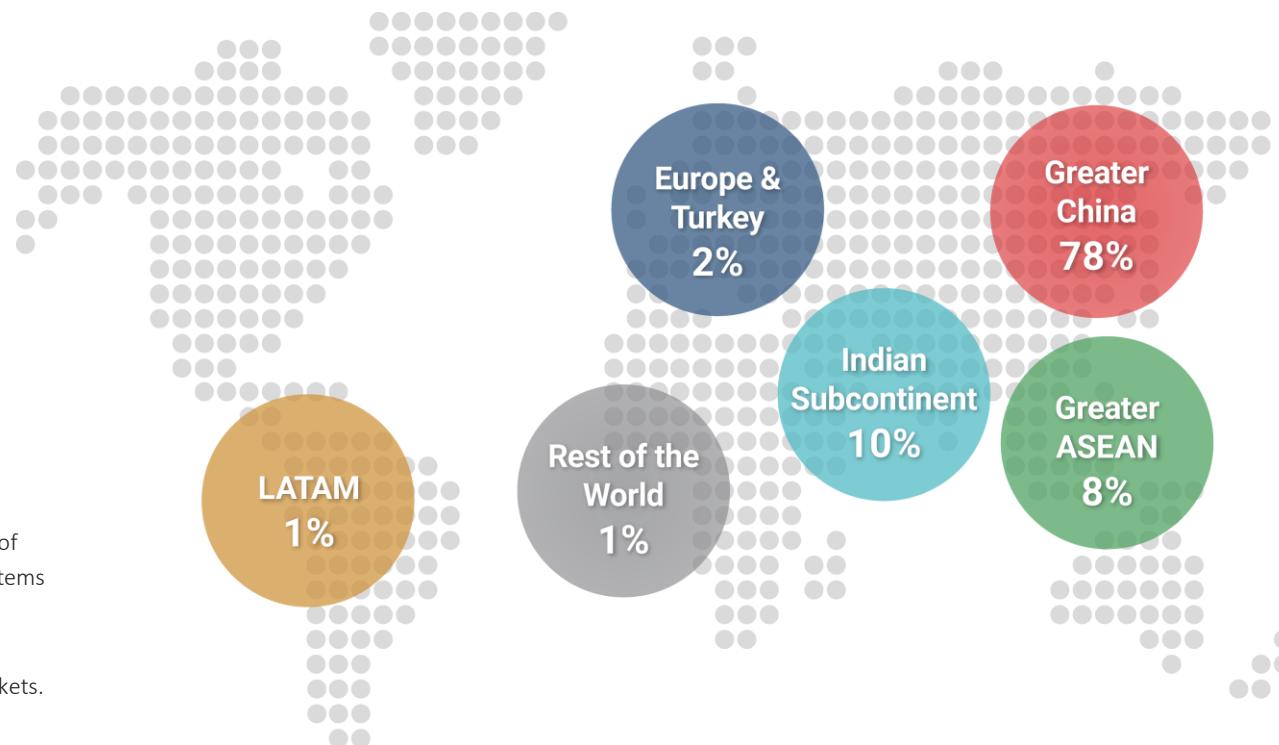 Europe &
Turkey
2%
Greater
China
78%
Indian
Subcontinent
10%
Greater
ASEAN
8%
Rest of the
World
1%
LATAM
1%
of
tems
kets.